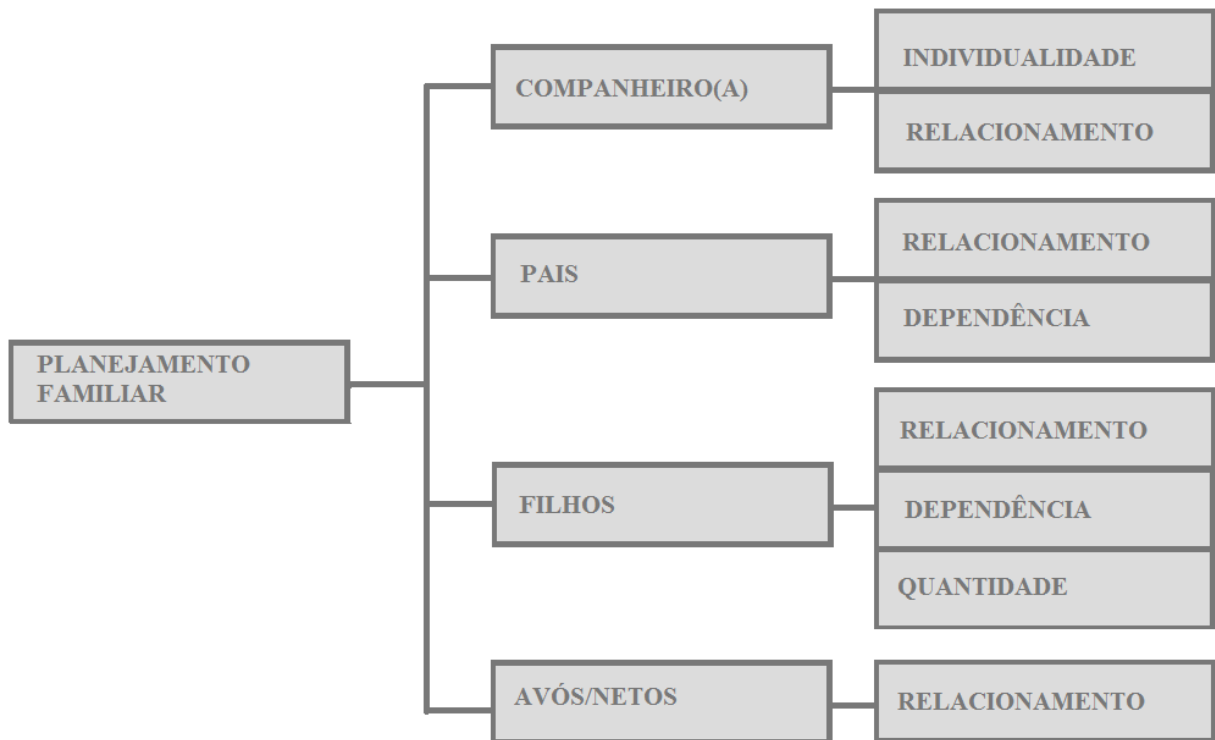 PLANEJAMENTO
FAMILIAR
COMPANHEIRO(A)
INDIVIDUALIDADE
RELACIONAMENTO
PAIS
RELACIONAMENTO
DEPENDÊNCIA
FILHOS
RELACIONAMENTO
DEPENDÊNCIA
QUANTIDADE
AVÓS/NETOS
RELACIONAMENTO